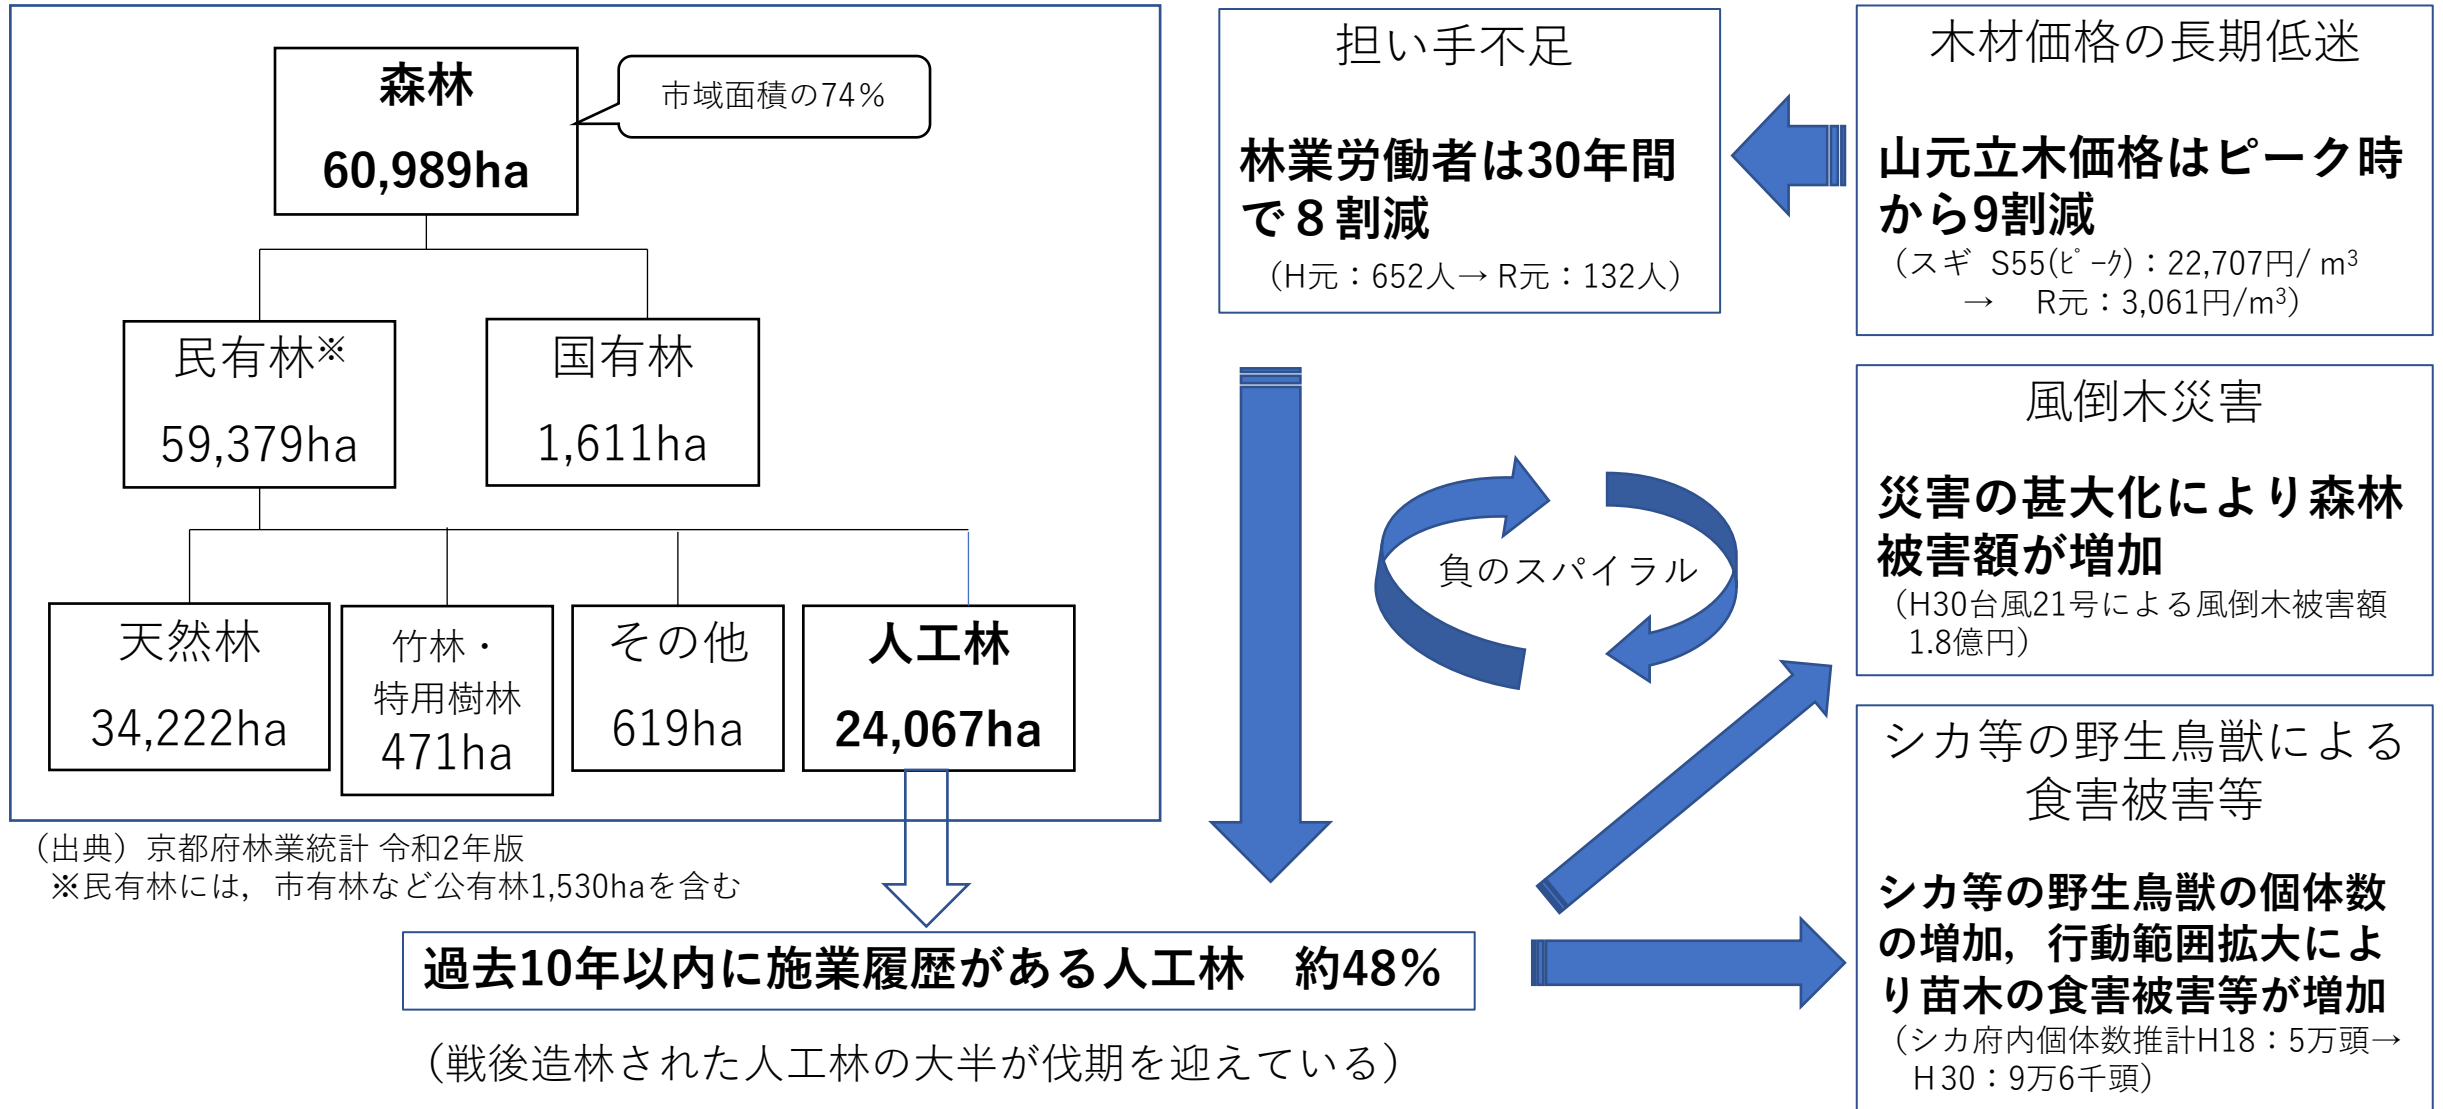 森林
60,989ha
市域面積の74%
民有林※
59,379ha
国有林
1,611ha
天然林
34,222ha
竹林・
特用樹林
471ha
その他
619ha
人工林
24,067ha
（出典）京都府林業統計 令和2年版
※民有林には，市有林など公有林1,530haを含む
過去10年以内に施業履歴がある人工林　約48%
（戦後造林された人工林の大半が伐期を迎えている）
担い手不足
林業労働者は30年間
で８割減
（H元：652人→ R元：132人）
負のスパイラル
木材価格の長期低迷
山元立木価格はピーク時
から9割減
（スギ S55(ﾋﾟｰｸ)：22,707円/ m³
→　R元：3,061円/m³）
風倒木災害
災害の甚大化により森林
被害額が増加
（H30台風21号による風倒木被害額
1.8億円）
シカ等の野生鳥獣による
食害被害等
シカ等の野生鳥獣の個体数
の増加，行動範囲拡大によ
り苗木の食害被害等が増加
（シカ府内個体数推計H18：5万頭→
Ｈ30：9万6千頭）